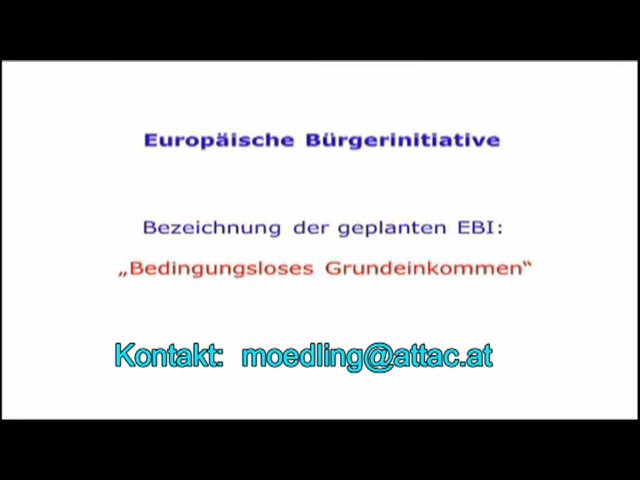 Europäische Bürgerinitiative
Bezeichnung der geplanten EBI:
„Bedingungsloses Grundeinkommen“
Kontakt: moedling@attac.at